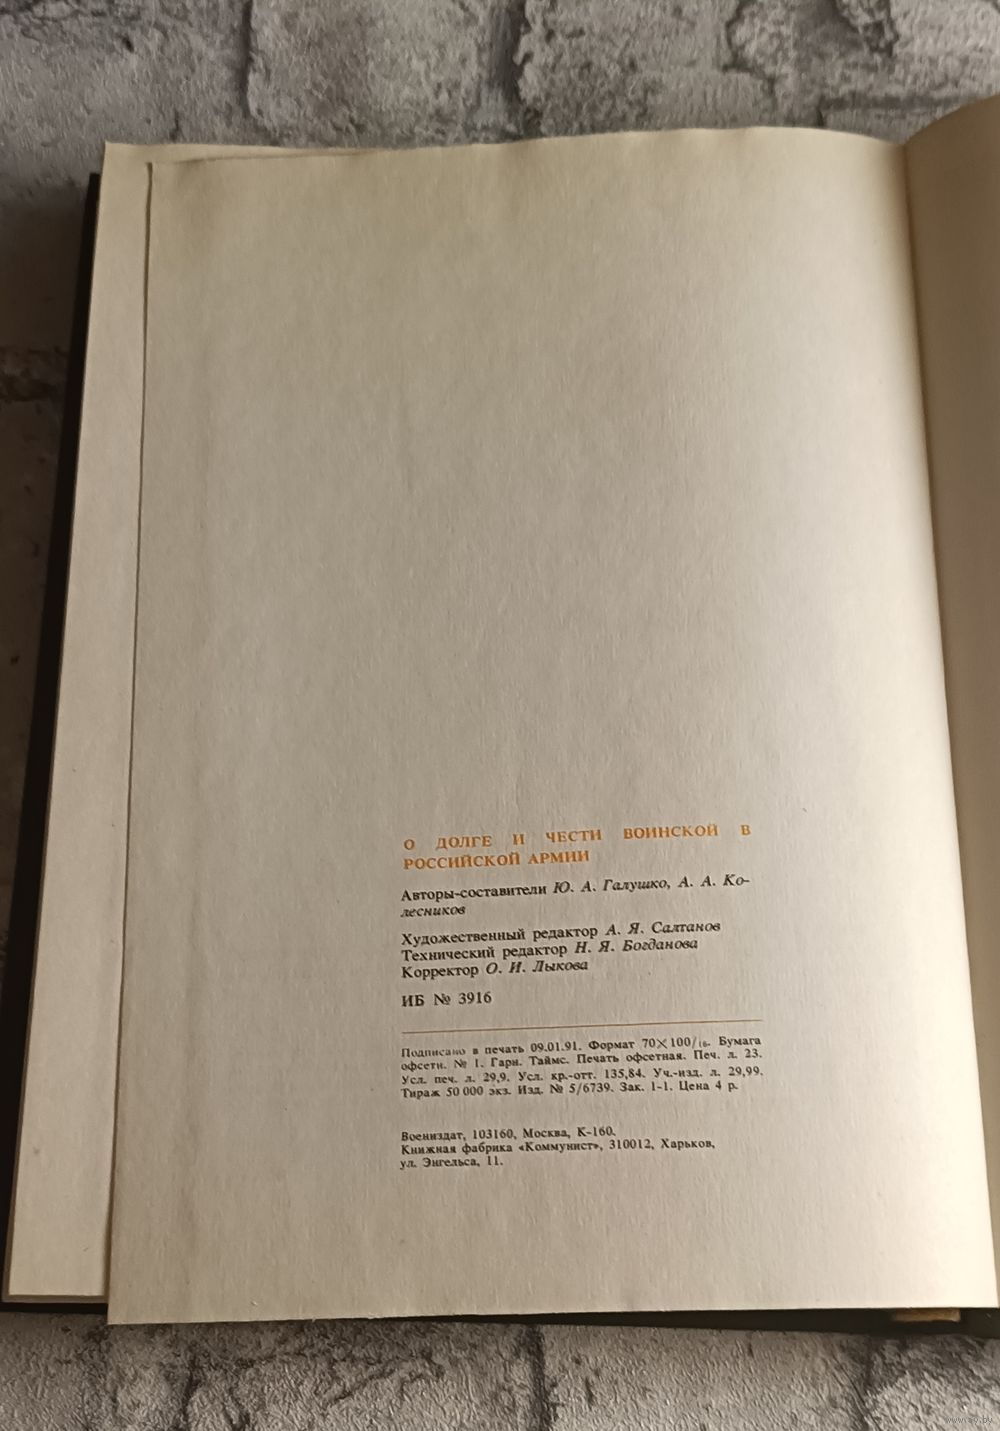 О ДОЛГЕ И ЧЕСТИ ВОИНСКОЙ В
РОССИЙСКОЙ АРМИИ
Авторы-составители Ю. А. Галушко, А. А. Ко-
лесников
Художественный редактор А. Я. Салтанов
Технический редактор Н. Я. Богданова
Корректор О. И. Лыкова
ИБ № 3916
Подписано в печать 09.01.91. Формат 70×100/16. Бумага
офсетн. № 1. Гарн. Таймс. Печать офсетная. Печ. л. 23.
Усл. печ. л. 29,9. Усл. кр.-отт. 135,84. Уч.-изд. л. 29,99.
Тираж 50 000 экз. Изд. № 5/6739. Зак. 1-1. Цена 4 р.
Воениздат, 103160, Москва, К-160.
Книжная фабрика «Коммунист», 310012, Харьков,
ул. Энгельса, 11.